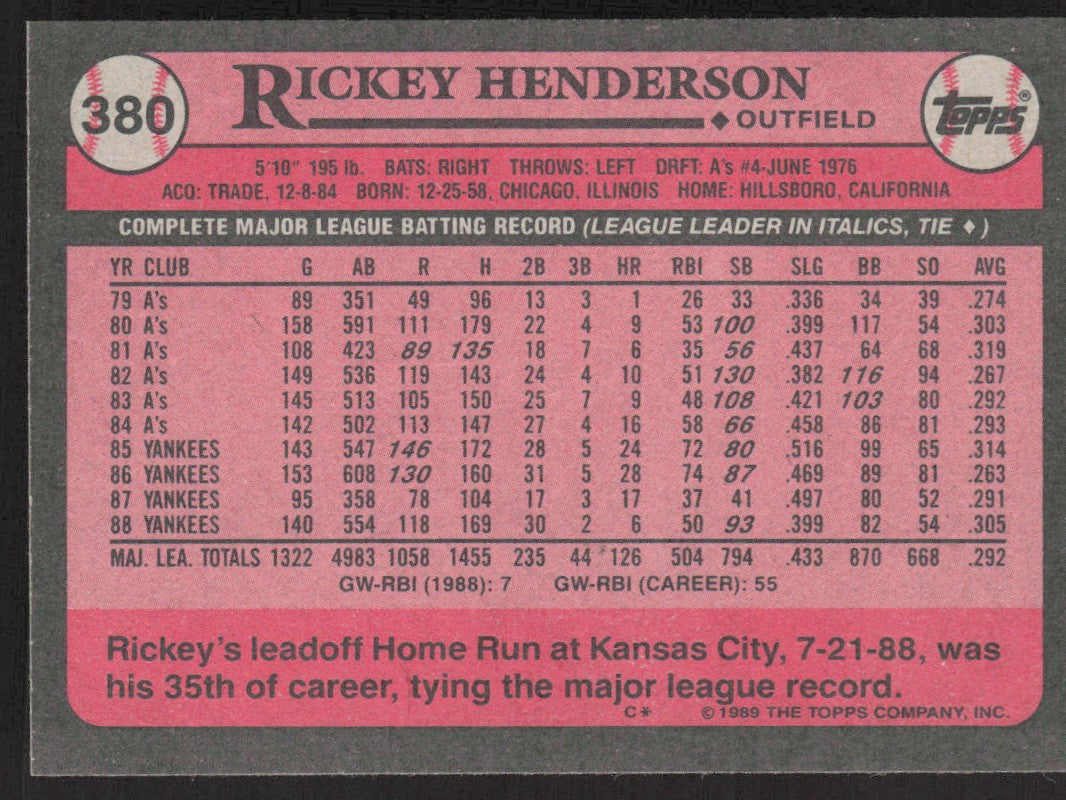 380
RICKEY HENDERSON
◆ OUTFIELD
TOPPS®
5'10" 195 lb. BATS: RIGHT THROWS: LEFT DRFT: A's #4-JUNE 1976
ACQ: TRADE, 12-8-84 BORN: 12-25-58, CHICAGO, ILLINOIS HOME: HILLSBORO, CALIFORNIA
COMPLETE MAJOR LEAGUE BATTING RECORD (LEAGUE LEADER IN ITALICS, TIE ♦)
YR CLUB G AB R H 2B 3B HR RBI SB SLG BB SO AVG
79 A's 89 351 49 96 13 3 1 26 33 .336 34 39 .274
80 A's 158 591 111 179 22 4 9 53 100 .399 117 54 .303
81 A's 108 423 89 135 18 7 6 35 56 .437 64 68 .319
82 A's 149 536 119 143 24 4 10 51 130 .382 116 94 .267
83 A's 145 513 105 150 25 7 9 48 108 .421 103 80 .292
84 A's 142 502 113 147 27 4 16 58 66 .458 86 81 .293
85 YANKEES 143 547 146 172 28 5 24 72 80 .516 99 65 .314
86 YANKEES 153 608 130 160 31 5 28 74 87 .469 89 81 .263
87 YANKEES 95 358 78 104 17 3 17 37 41 .497 80 52 .291
88 YANKEES 140 554 118 169 30 2 6 50 93 .399 82 54 .305
MAJ. LEA. TOTALS 1322 4983 1058 1455 235 44 126 504 794 .433 870 668 .292
GW-RBI (1988): 7 GW-RBI (CAREER): 55
Rickey's leadoff Home Run at Kansas City, 7-21-88, was
his 35th of career, tying the major league record.
C* ©1989 THE TOPPS COMPANY, INC.